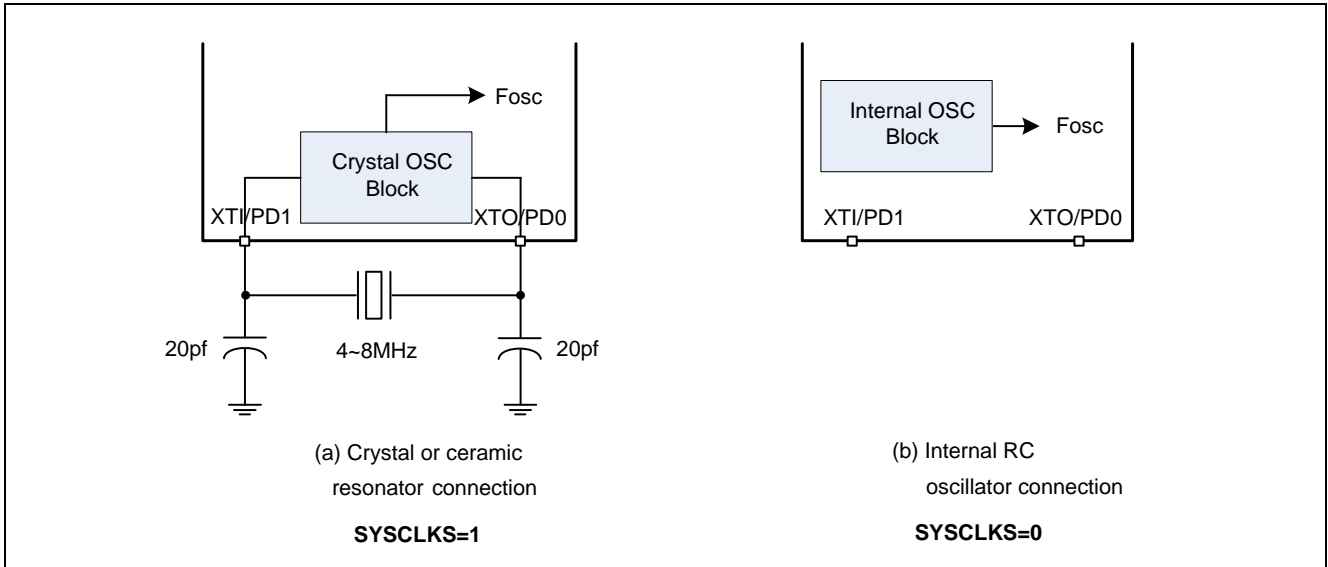 Fosc
Crystal OSC
Block
XTI/PD1
XTO/PD0
20pf
4~8MHz
20pf
(a) Crystal or ceramic
resonator connection
SYSCLKS=1
Internal OSC
Block
Fosc
XTI/PD1
XTO/PD0
(b) Internal RC
oscillator connection
SYSCLKS=0